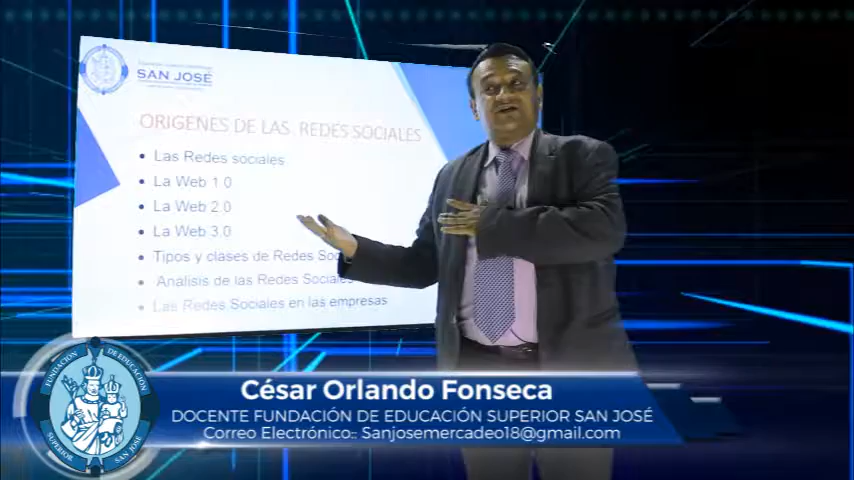 SAN JOSÉ
ORIGENES DE LAS REDES SOCIALES
• Las Redes sociales
• La Web 1.0
• La Web 2.0
• La Web 3.0
• Tipos y clases de Redes Soc
• Analisis de las Redes Sociales
• Las Redes Sociales en las empresas
FUNDACIÓN DE EDUCACIÓN
SUPERIOR SAN JOSÉ
César Orlando Fonseca
DOCENTE FUNDACIÓN DE EDUCACIÓN SUPERIOR SAN JOSÉ
Correo Electrónico:: Sanjosemercadeo18@gmail.com